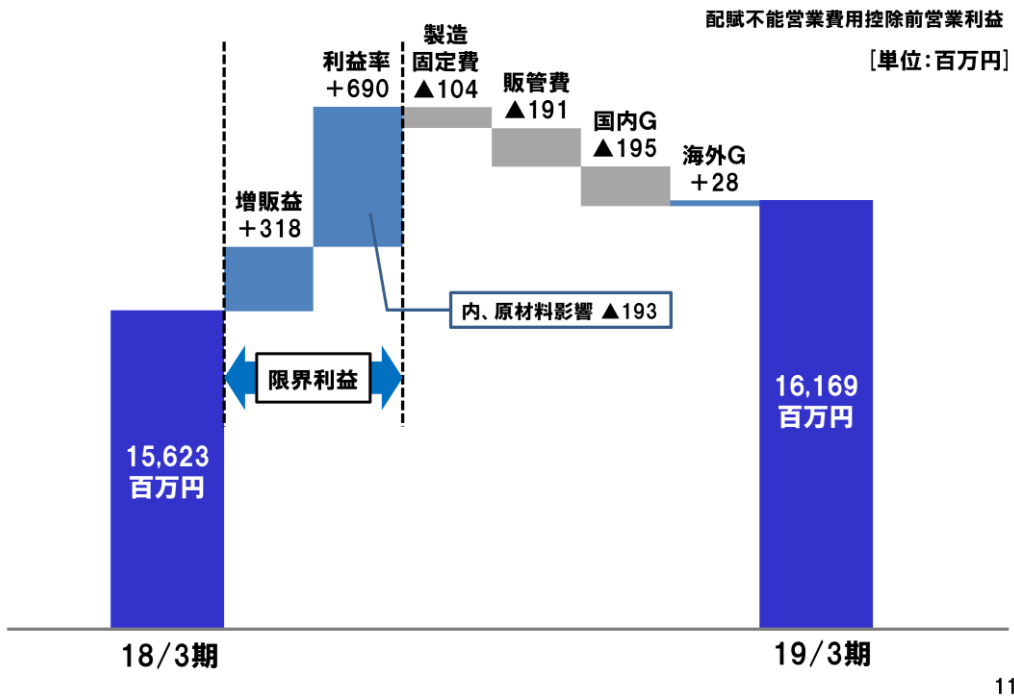 配賦不能営業費用控除前営業利益
[単位:百万円]
増販益
+318
利益率
+690
製造
固定費
▲104
販管費
▲191
国内G
▲195
海外G
+28
内、原材料影響 ▲193
限界利益
15,623
百万円
16,169
百万円
18/3期
19/3期
11